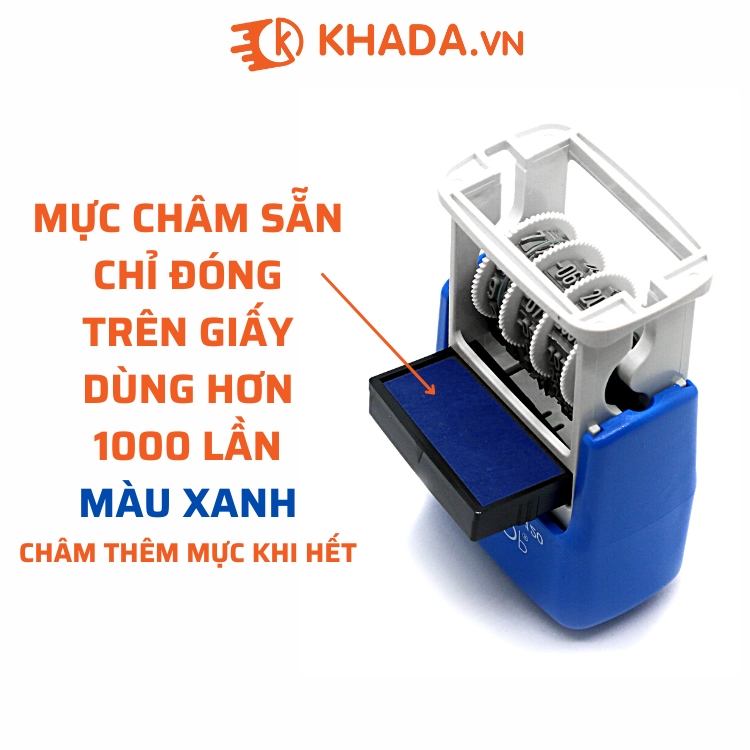 KHADA.VN
MỰC CHÂM SẴN
CHỈ ĐÓNG
TRÊN GIẤY
DÙNG HƠN
1000 LẦN
MÀU XANH
CHÂM THÊM MỰC KHI HẾT